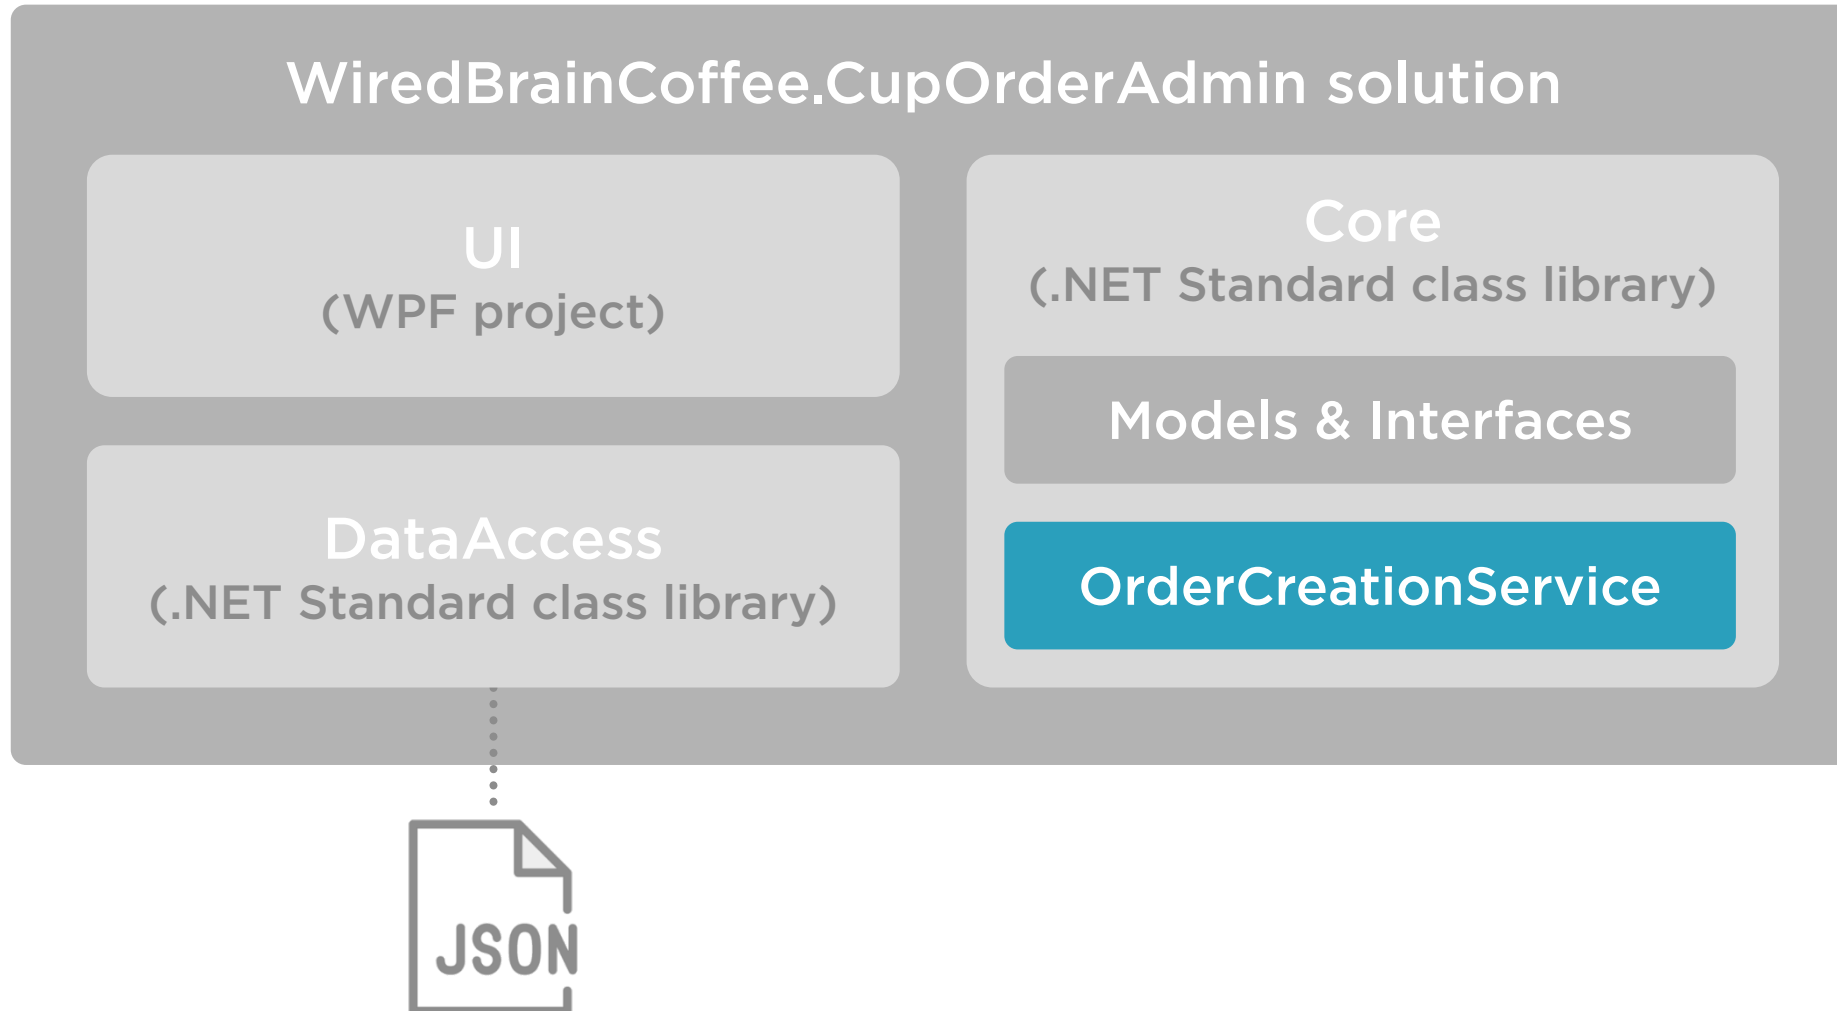 WiredBrainCoffee.CupOrderAdmin solution
UI
(WPF project)
DataAccess
(.NET Standard class library)
Core
(.NET Standard class library)
Models & Interfaces
OrderCreationService
JSON